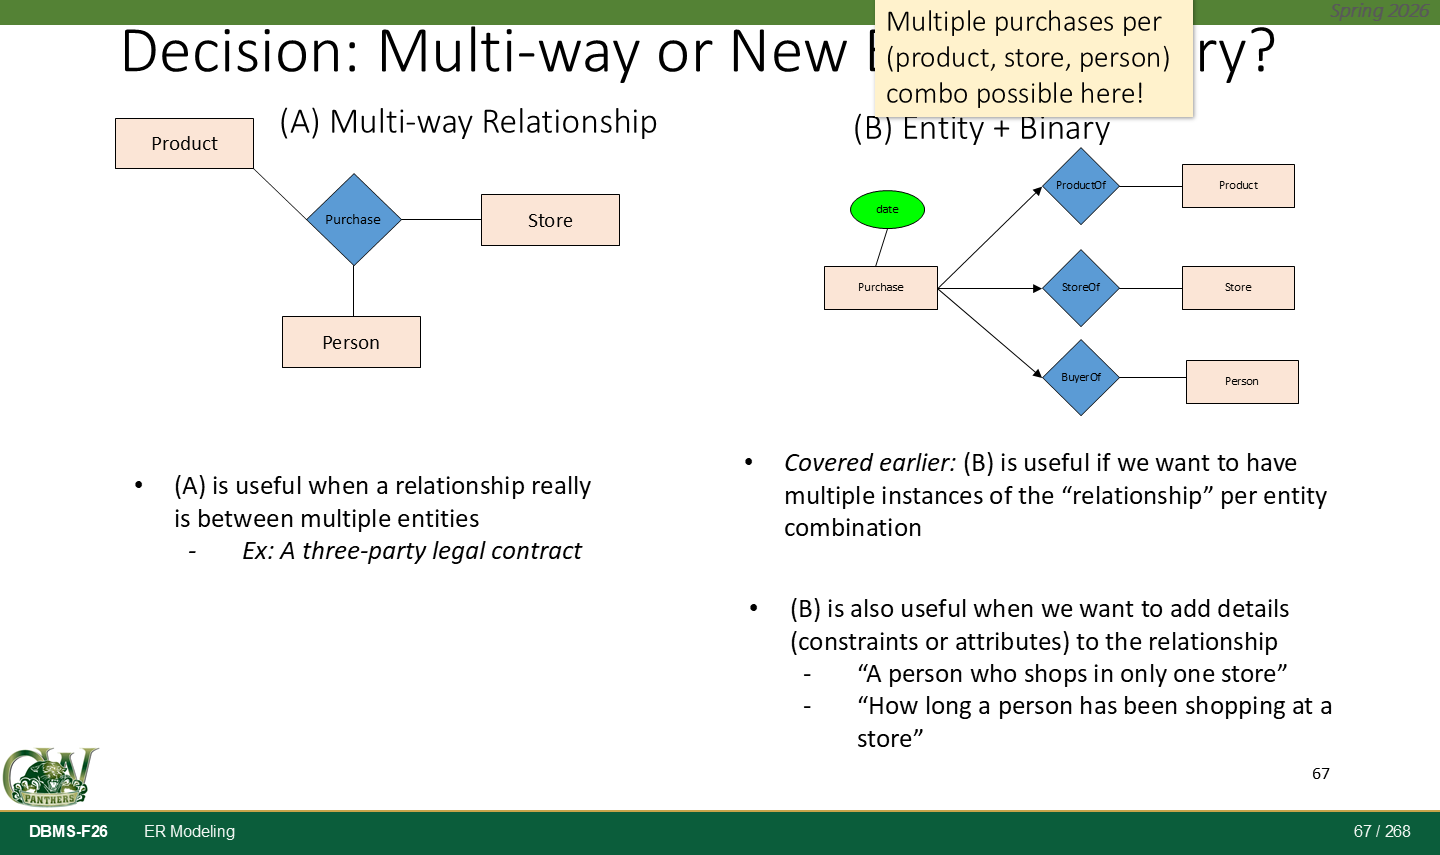 Spring 2026
Decision: Multi-way or New E ry?
Multiple purchases per
(product, store, person)
combo possible here!
(A) Multi-way Relationship
(B) Entity + Binary
Product
Purchase
Store
Person
date
Purchase
ProductOf
Product
StoreOf
Store
BuyerOf
Person
• (A) is useful when a relationship really
is between multiple entities
- Ex: A three-party legal contract
• Covered earlier: (B) is useful if we want to have
multiple instances of the “relationship” per entity
combination
• (B) is also useful when we want to add details
(constraints or attributes) to the relationship
- “A person who shops in only one store”
- “How long a person has been shopping at a
store”
67
PANTHERS
DBMS-F26 ER Modeling 67 / 268